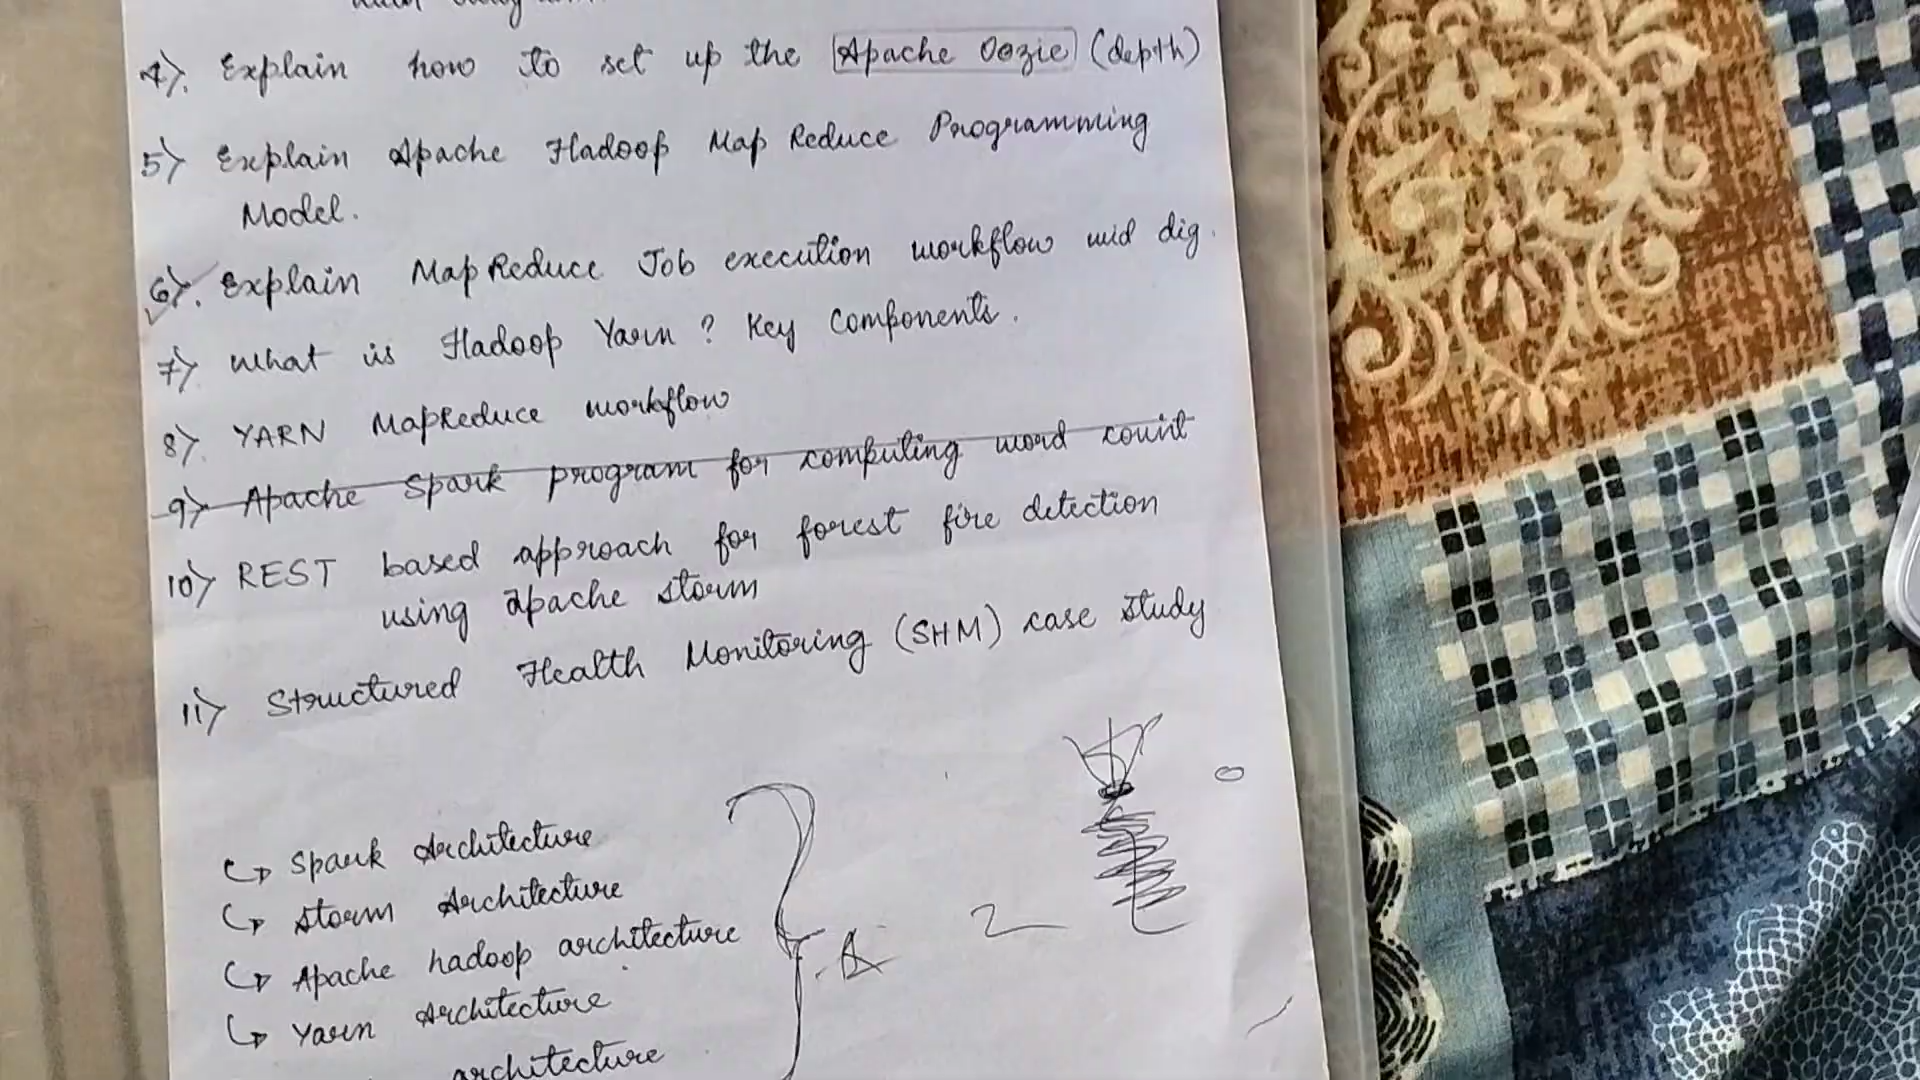 4). Explain how to set up the Apache Oozie (depth)
5) Explain Apache Hadoop Map Reduce Programming
Model.
6). Explain MapReduce Job execution workflow wid dig.
7). What is Hadoop Yarn? Key Components.
8). YARN MapReduce workflow
9) Apache Spark program for computing word count
10) REST based approach for forest fire detection
using Apache Storm
11) Structured Health Monitoring (SHM) case study
↳ Spark Architecture
↳ Storm Architecture
↳ Apache hadoop architecture
↳ Yarn Architecture
architecture